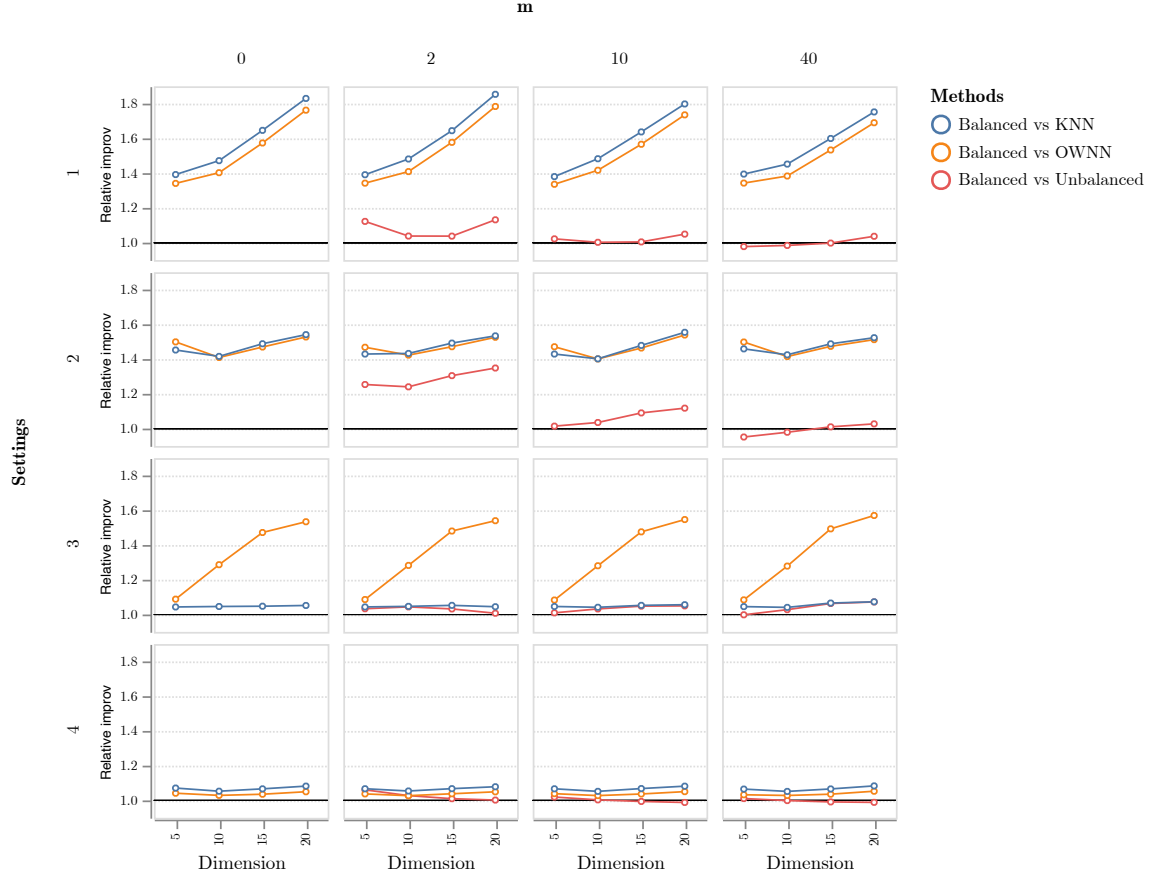 m
0 2 10 40
Methods
Balanced vs KNN
Balanced vs OWNN
Balanced vs Unbalanced
Settings
1
Relative improv
1.8
1.6
1.4
1.2
1.0
2
Relative improv
1.8
1.6
1.4
1.2
1.0
3
Relative improv
1.8
1.6
1.4
1.2
1.0
4
Relative improv
1.8
1.6
1.4
1.2
1.0
5 10 15 20 5 10 15 20 5 10 15 20 5 10 15 20
Dimension Dimension Dimension Dimension